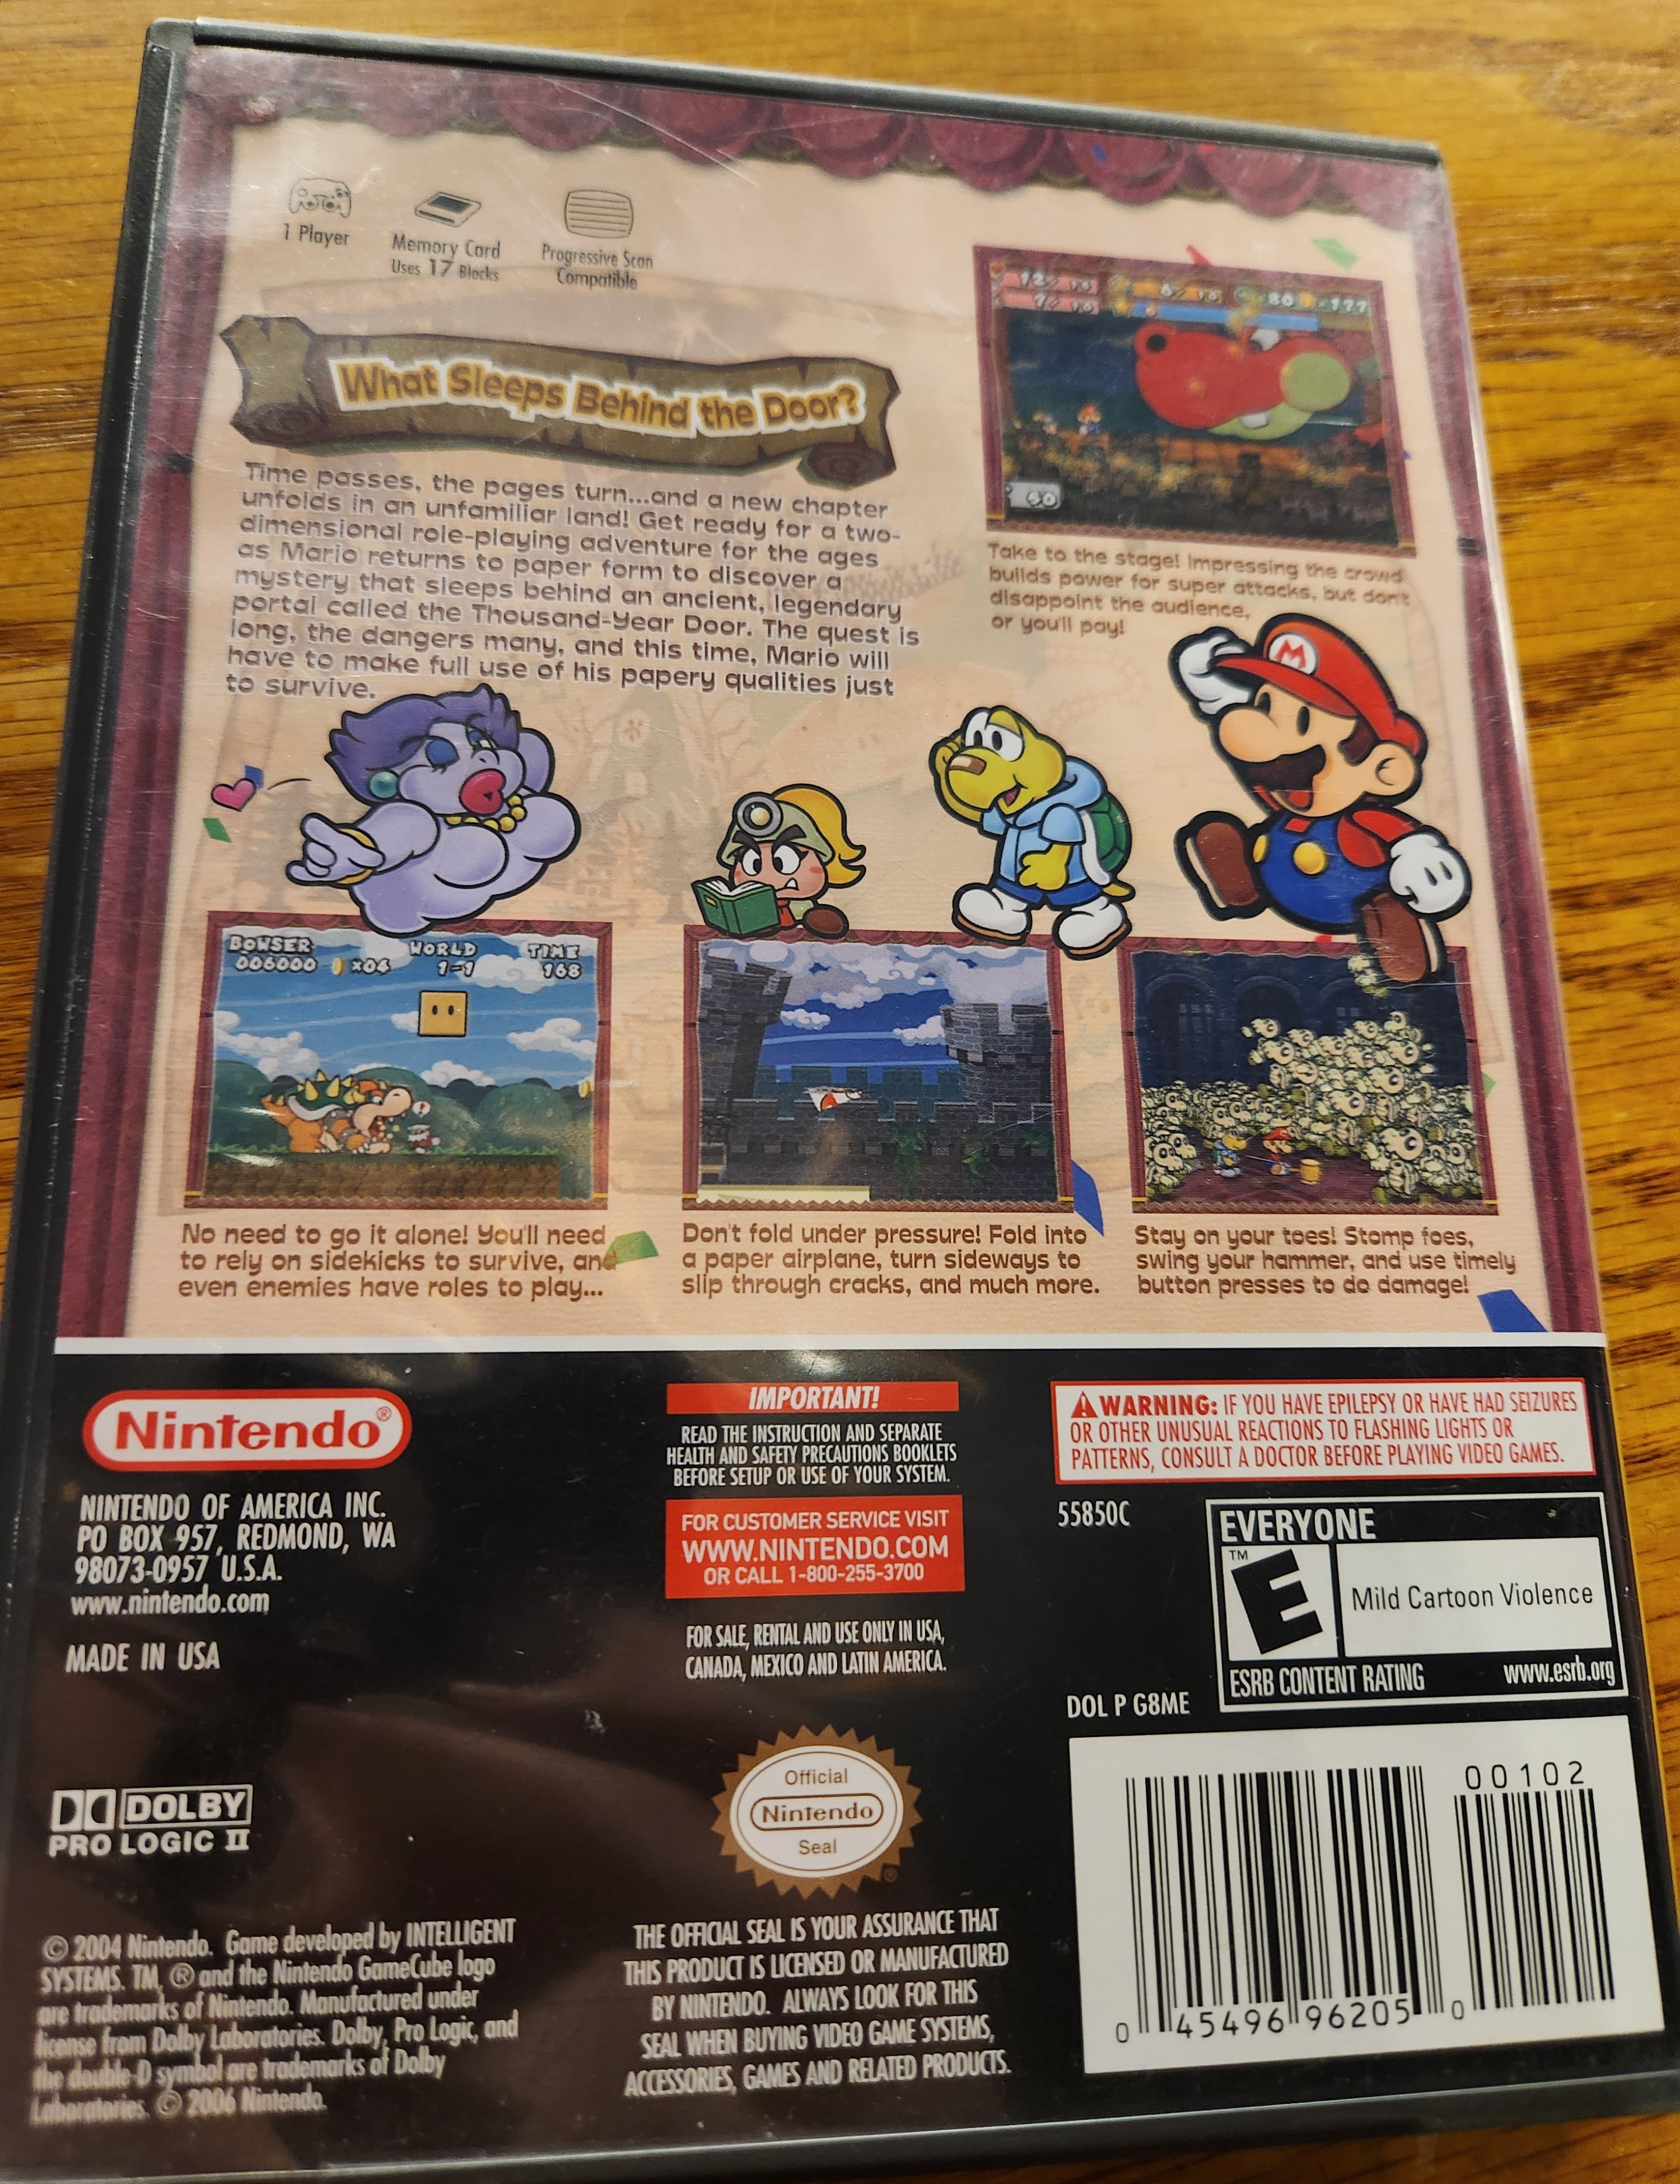 1 Player
Memory Card
Uses 17 Blocks
Progressive Scan
Compatible
What Sleeps Behind the Door?
Time passes, the pages turn...and a new chapter
unfolds in an unfamiliar land! Get ready for a two-
dimensional role-playing adventure for the ages
as Mario returns to paper form to discover a
mystery that sleeps behind an ancient, legendary
portal called the Thousand-Year Door. The quest is
long, the dangers many, and this time, Mario will
have to make full use of his papery qualities just
to survive.
Take to the stage! Impressing the crowd
builds power for super attacks, but don't
disappoint the audience,
or you'll pay!
M
BOWSER WORLD TIME
006000 x04 1-1 168
No need to go it alone! You'll need
to rely on sidekicks to survive, and
even enemies have roles to play...
Don't fold under pressure! Fold into
a paper airplane, turn sideways to
slip through cracks, and much more.
Stay on your toes! Stomp foes,
swing your hammer, and use timely
button presses to do damage!
Nintendo®
NINTENDO OF AMERICA INC.
PO BOX 957, REDMOND, WA
98073-0957 U.S.A.
www.nintendo.com
MADE IN USA
DOLBY
PRO LOGIC II
© 2004 Nintendo. Game developed by INTELLIGENT
SYSTEMS. TM, ® and the Nintendo GameCube logo
are trademarks of Nintendo. Manufactured under
license from Dolby Laboratories. Dolby, Pro Logic, and
the double-D symbol are trademarks of Dolby
Laboratories. © 2006 Nintendo.
IMPORTANT!
READ THE INSTRUCTION AND SEPARATE
HEALTH AND SAFETY PRECAUTIONS BOOKLETS
BEFORE SETUP OR USE OF YOUR SYSTEM.
FOR CUSTOMER SERVICE VISIT
WWW.NINTENDO.COM
OR CALL 1-800-255-3700
FOR SALE, RENTAL AND USE ONLY IN USA,
CANADA, MEXICO AND LATIN AMERICA.
Official
Nintendo
Seal
®
THE OFFICIAL SEAL IS YOUR ASSURANCE THAT
THIS PRODUCT IS LICENSED OR MANUFACTURED
BY NINTENDO. ALWAYS LOOK FOR THIS
SEAL WHEN BUYING VIDEO GAME SYSTEMS,
ACCESSORIES, GAMES AND RELATED PRODUCTS.
WARNING: IF YOU HAVE EPILEPSY OR HAVE HAD SEIZURES
OR OTHER UNUSUAL REACTIONS TO FLASHING LIGHTS OR
PATTERNS, CONSULT A DOCTOR BEFORE PLAYING VIDEO GAMES.
55850C
EVERYONE
™
E
Mild Cartoon Violence
ESRB CONTENT RATING www.esrb.org
DOL P G8ME
00102
0 45496 96205 0